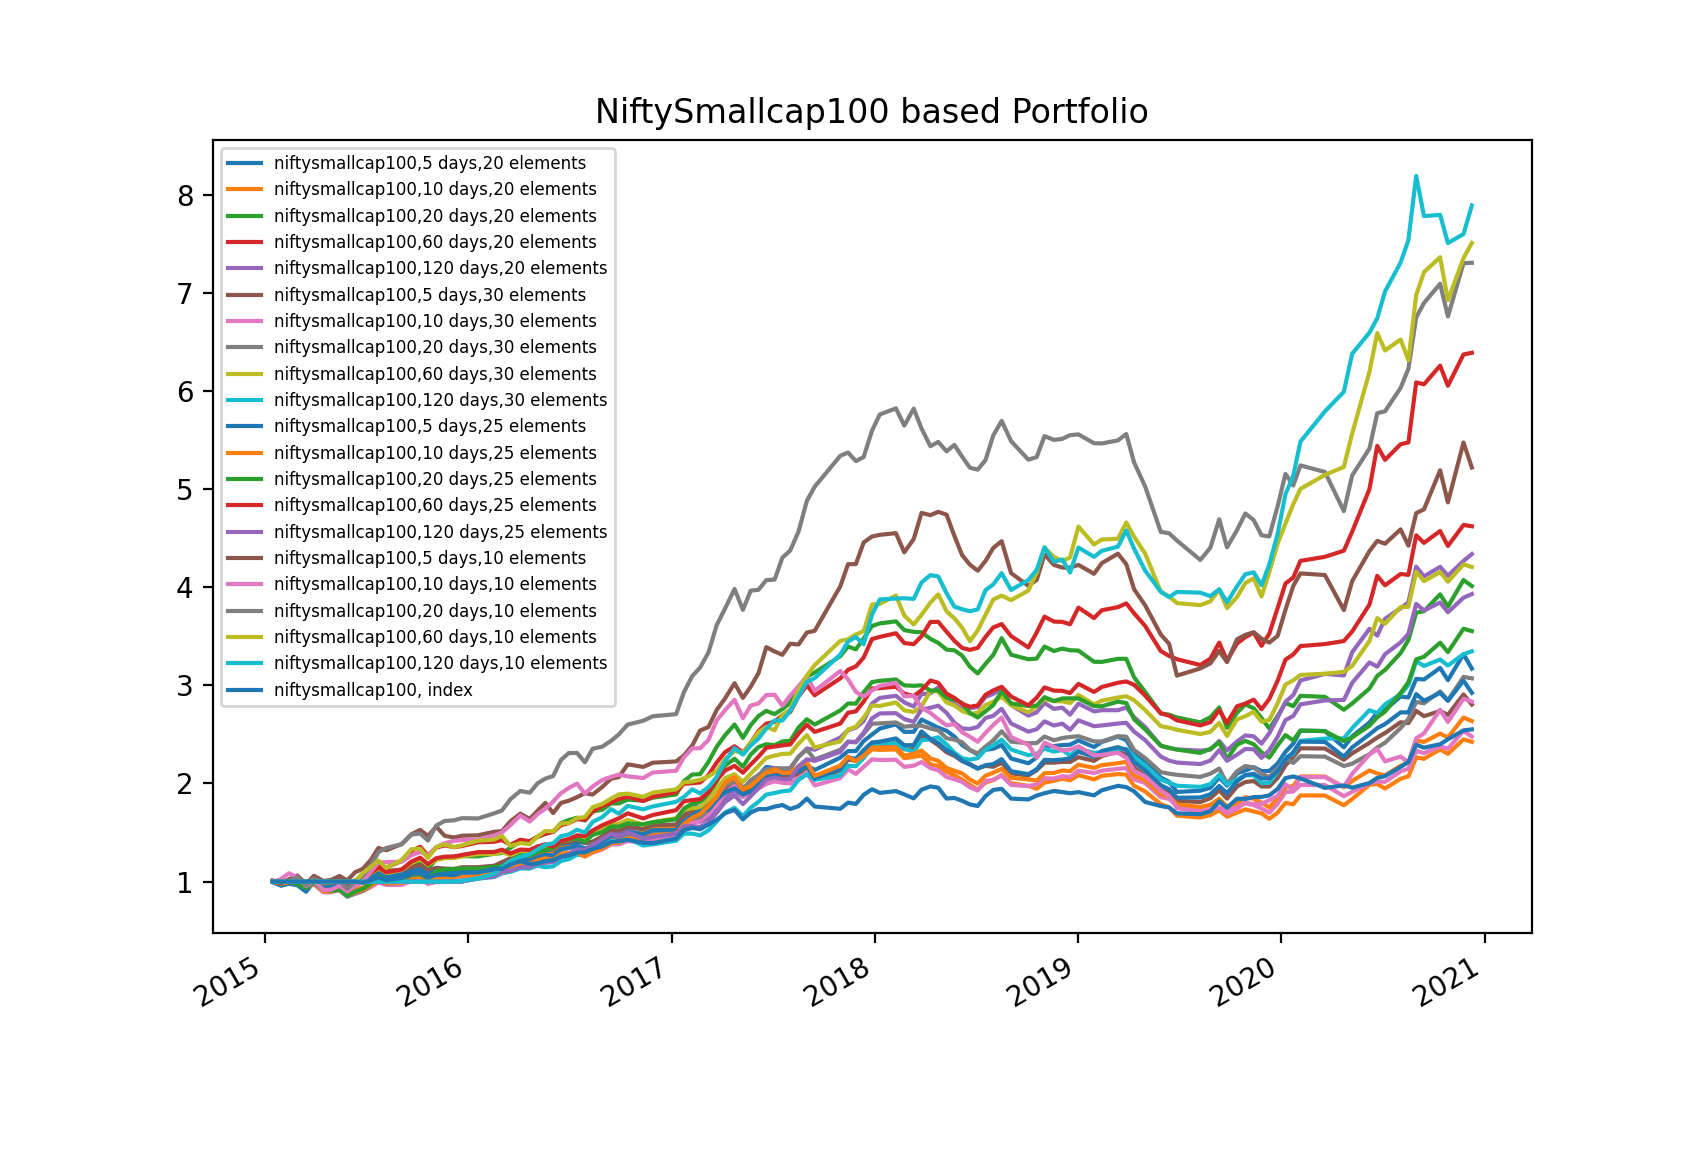 NiftySmallcap100 based Portfolio
niftysmallcap100,5 days,20 elements
niftysmallcap100,10 days,20 elements
niftysmallcap100,20 days,20 elements
niftysmallcap100,60 days,20 elements
niftysmallcap100,120 days,20 elements
niftysmallcap100,5 days,30 elements
niftysmallcap100,10 days,30 elements
niftysmallcap100,20 days,30 elements
niftysmallcap100,60 days,30 elements
niftysmallcap100,120 days,30 elements
niftysmallcap100,5 days,25 elements
niftysmallcap100,10 days,25 elements
niftysmallcap100,20 days,25 elements
niftysmallcap100,60 days,25 elements
niftysmallcap100,120 days,25 elements
niftysmallcap100,5 days,10 elements
niftysmallcap100,10 days,10 elements
niftysmallcap100,20 days,10 elements
niftysmallcap100,60 days,10 elements
niftysmallcap100,120 days,10 elements
niftysmallcap100, index
8
7
6
5
4
3
2
1
2015
2016
2017
2018
2019
2020
2021